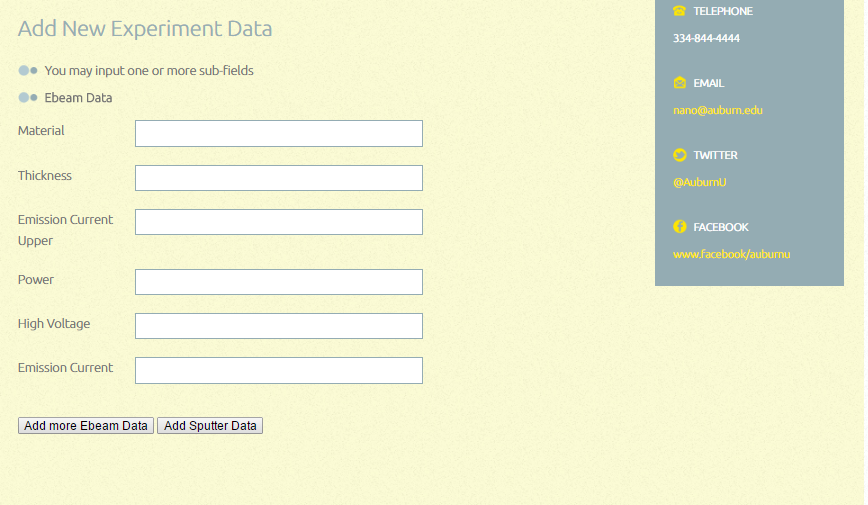 Add New Experiment Data
You may input one or more sub-fields
Ebeam Data
Material
Thickness
Emission Current
Upper
Power
High Voltage
Emission Current
Add more Ebeam Data
Add Sputter Data
TELEPHONE
334-844-4444
EMAIL
nano@auburn.edu
TWITTER
@AuburnU
FACEBOOK
www.facebook/auburnu